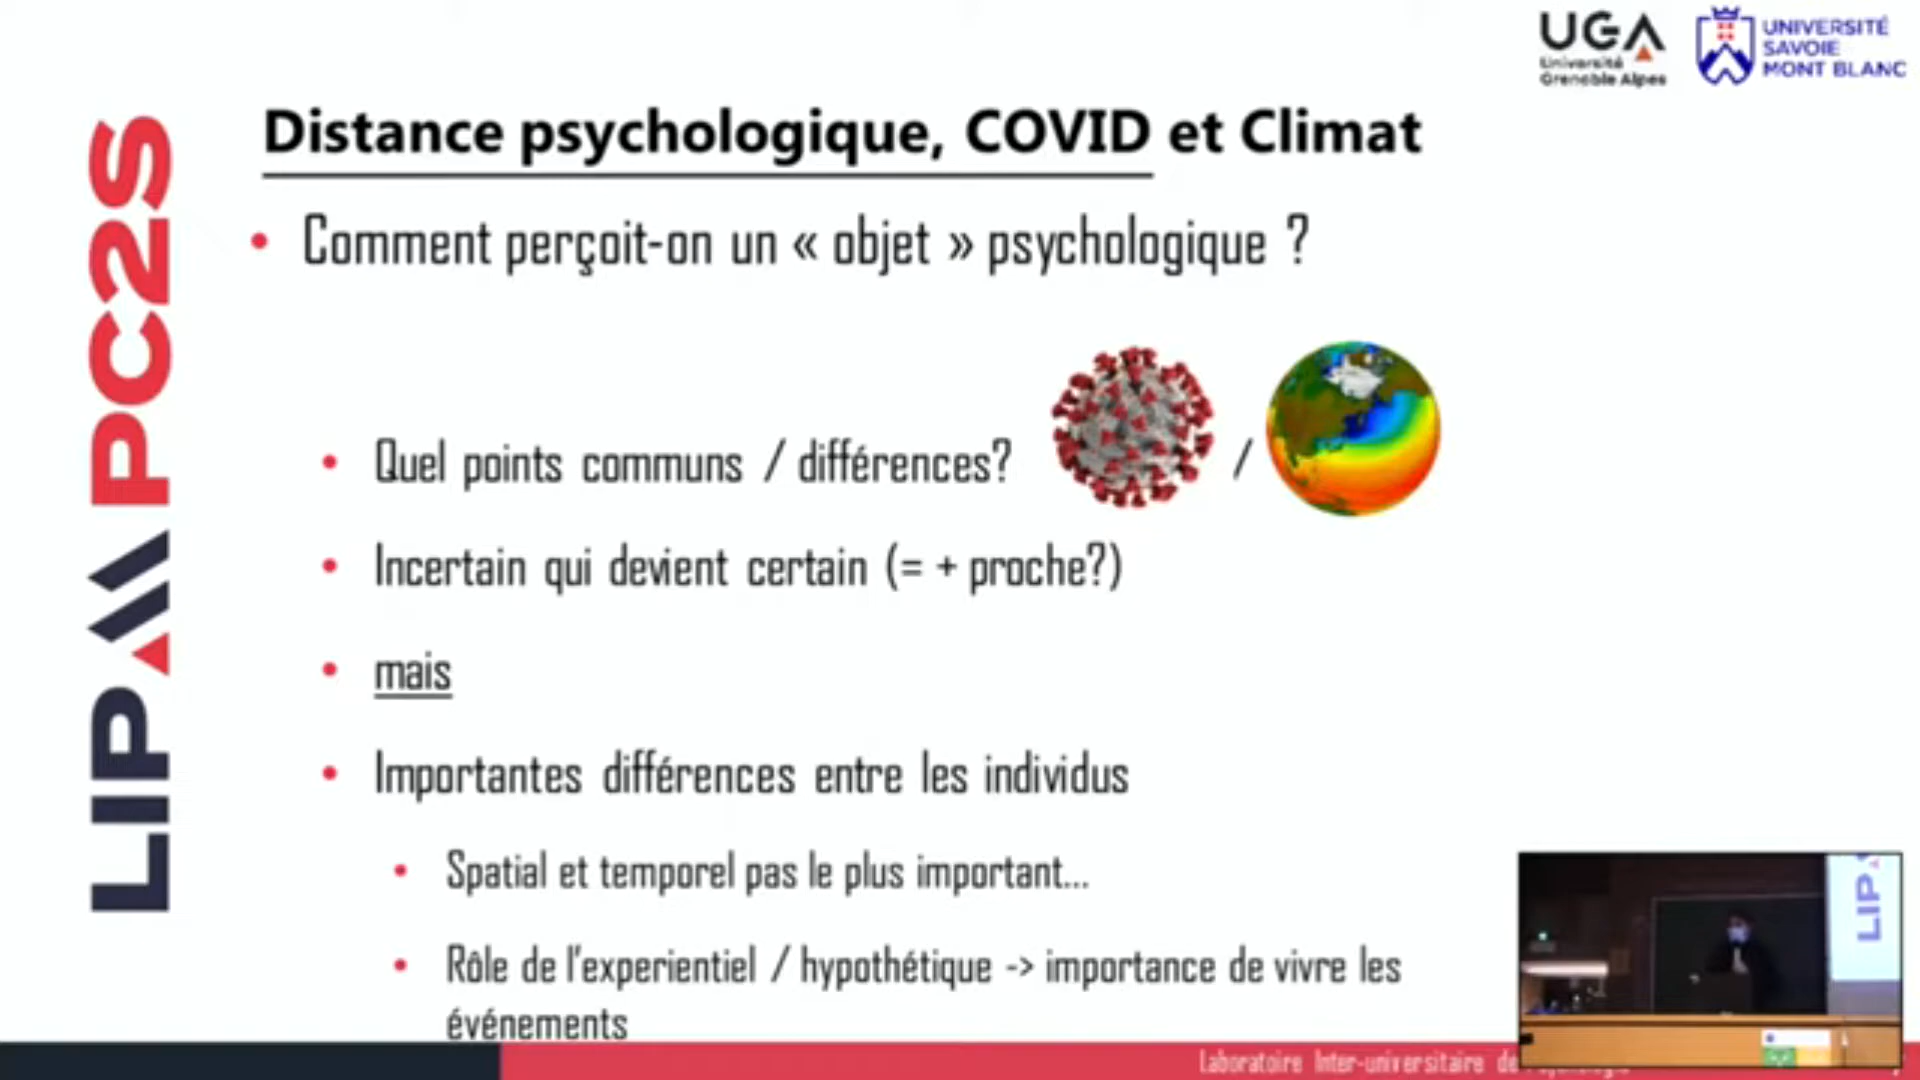 UGA
Université
Grenoble Alpes
UNIVERSITÉ
SAVOIE
MONT BLANC
LIP PC2S
Distance psychologique, COVID et Climat
• Comment perçoit-on un « objet » psychologique ?
• Quel points communs / différences? /
• Incertain qui devient certain (= + proche?)
• mais
• Importantes différences entre les individus
• Spatial et temporel pas le plus important...
• Rôle de l'experientiel / hypothétique -> importance de vivre les
événements
LIP
Laboratoire Inter-universitaire de